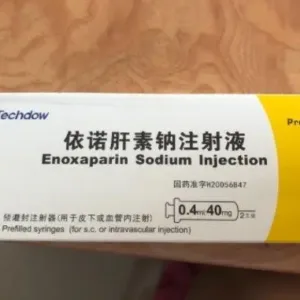 Techdow
Pre
依诺肝素钠注射液
Enoxaparin Sodium Injection
国药准字H20056847
0.4ml:40mg
预灌封注射器(用于皮下或血管内注射)
Prefilled syringes (for s.c. or intravascular injection)